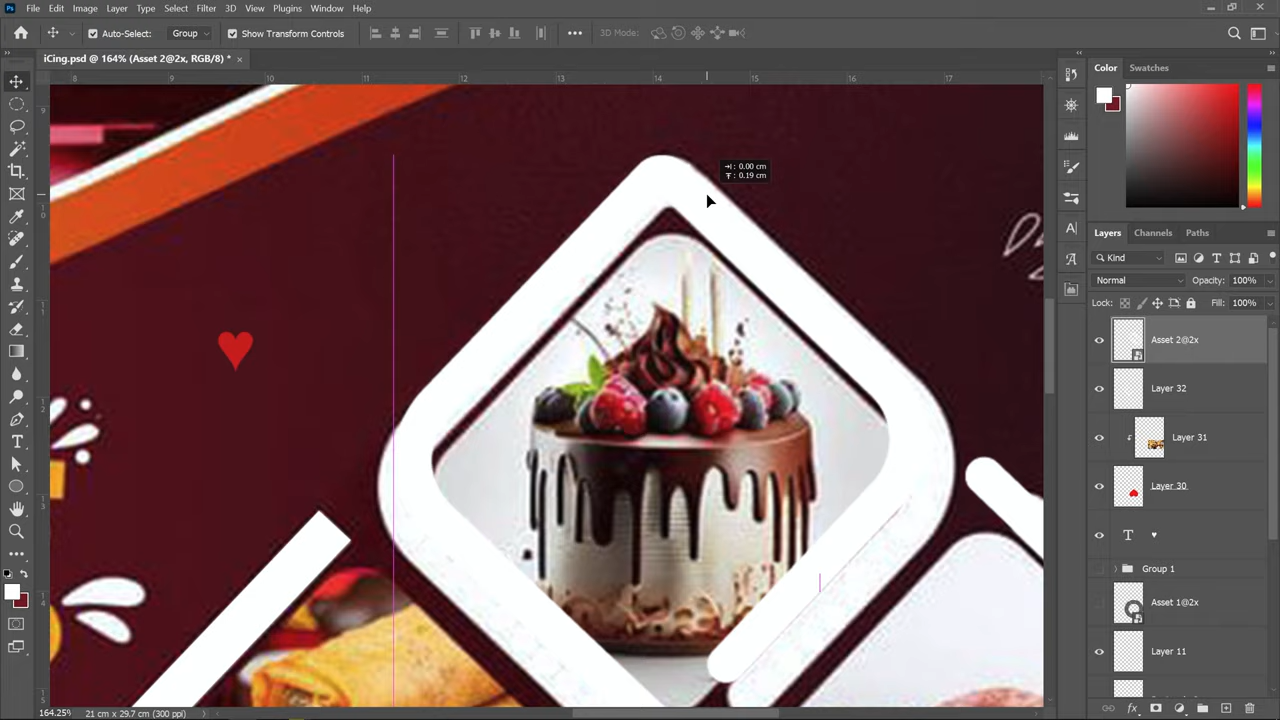 File Edit Image Layer Type Select Filter 3D View Plugins Window Help
Auto-Select: Group Show Transform Controls ••• 3D Mode:
iCing.psd @ 164% (Asset 2@2x, RGB/8) * ×
8 9 10 11 12 13 14 15 16 17
: 0.00 cm
: 0.19 cm
Color Swatches
Layers Channels Paths
Kind
Normal Opacity: 100%
Lock: Fill: 100%
Asset 2@2x
Layer 32
Layer 31
Layer 30
T ♥
Group 1
Asset 1@2x
Layer 11
164.25% 21 cm x 29.7 cm (300 ppi)